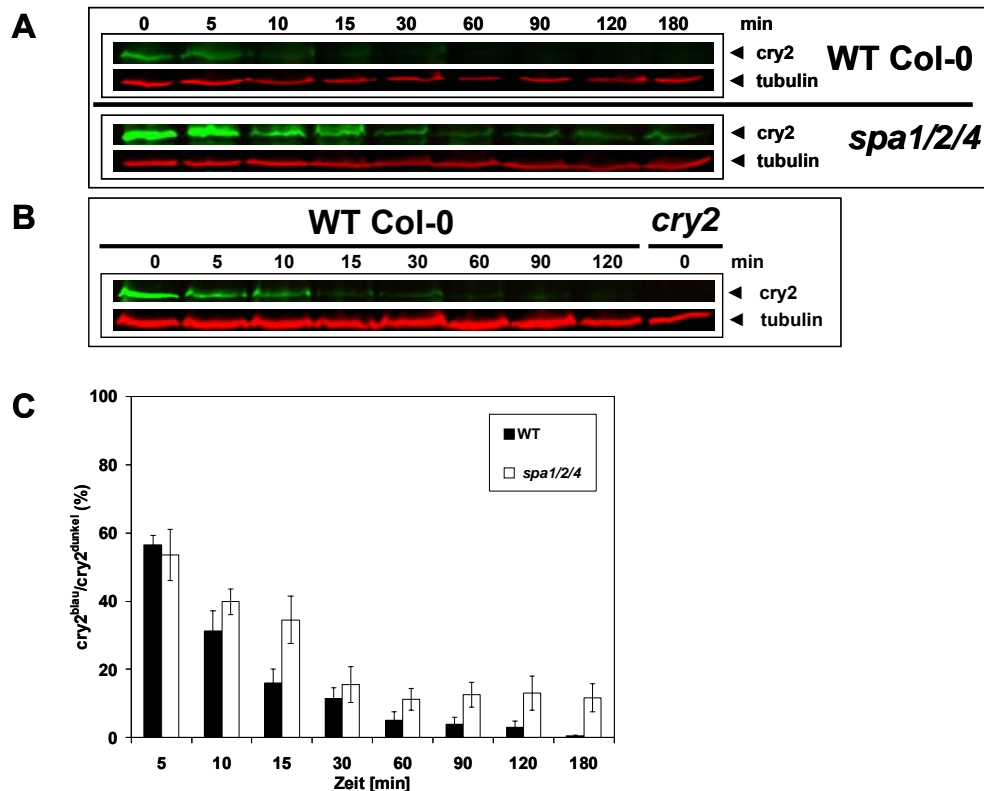 A
0 5 10 15 30 60 90 120 180 min
◄ cry2
WT Col-0
◄ tubulin
◄ cry2
spa1/2/4
◄ tubulin
B
WT Col-0 cry2
0 5 10 15 30 60 90 120 0 min
◄ cry2
◄ tubulin
C
100
80
60
40
20
0
cry2blau/cry2dunkel (%)
WT
spa1/2/4
5 10 15 30 60 90 120 180
Zeit [min]